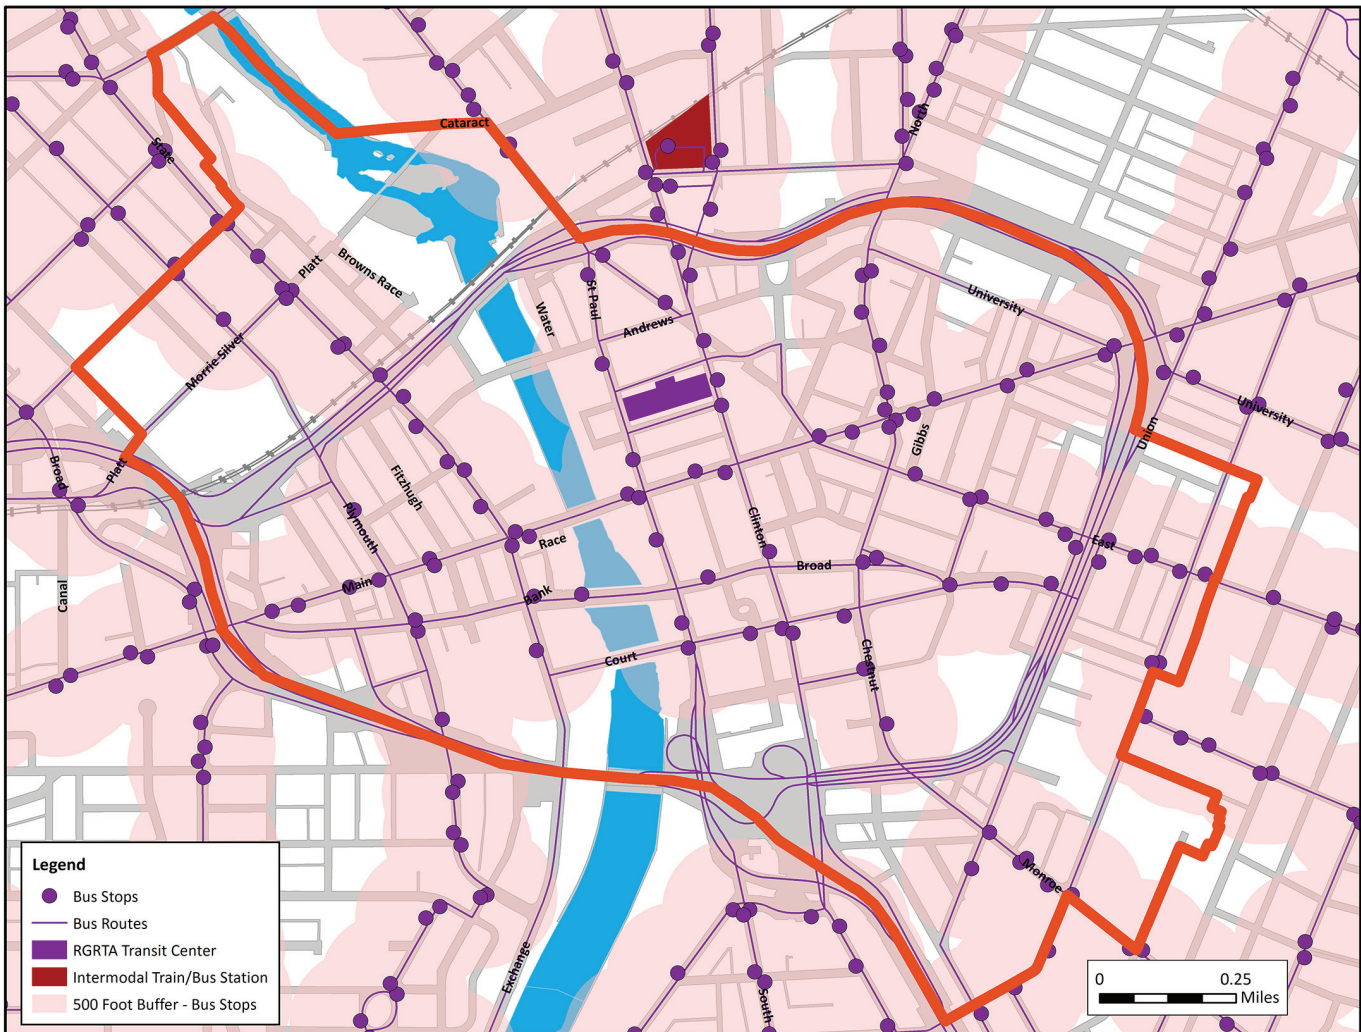 Cataract
North
State
Platt
Browns Race
Water
St Paul
Andrews
University
Morrie Silver
University
Union
Gibbs
Broad
Platt
Fitzhugh
Plymouth
Clinton
East
Race
Main
Bank
Broad
Canal
Court
Chestnut
Monroe
Exchange
South
Legend
Bus Stops
Bus Routes
RGRTA Transit Center
Intermodal Train/Bus Station
500 Foot Buffer - Bus Stops
0 0.25
Miles